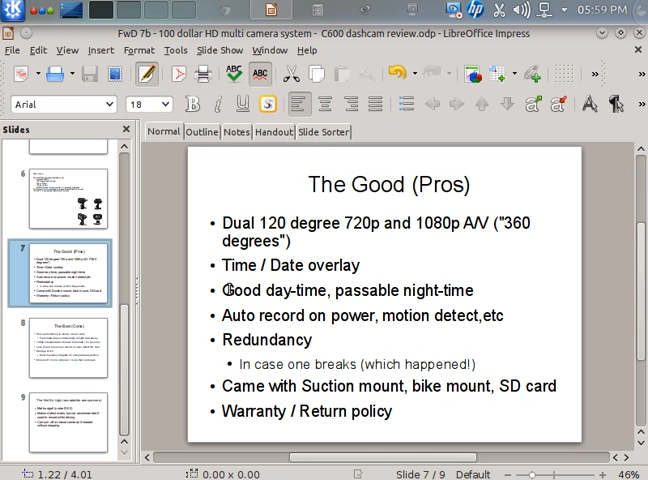 05:59 PM
FwD 7b - 100 dollar HD multi camera system - C600 dashcam review.odp - LibreOffice Impress
File Edit View Insert Format Tools Slide Show Window Help
Arial 18
Slides
Normal Outline Notes Handout Slide Sorter
6
7
The Good (Pros)
8
The Bad (Cons)
9
The Good (Pros)
• Dual 120 degree 720p and 1080p A/V ("360
degrees")
• Time / Date overlay
• Good day-time, passable night-time
• Auto record on power, motion detect,etc
• Redundancy
• In case one breaks (which happened!)
• Came with Suction mount, bike mount, SD card
• Warranty / Return policy
1.22 / 4.01 0.00 x 0.00 Slide 7 / 9 Default 46%